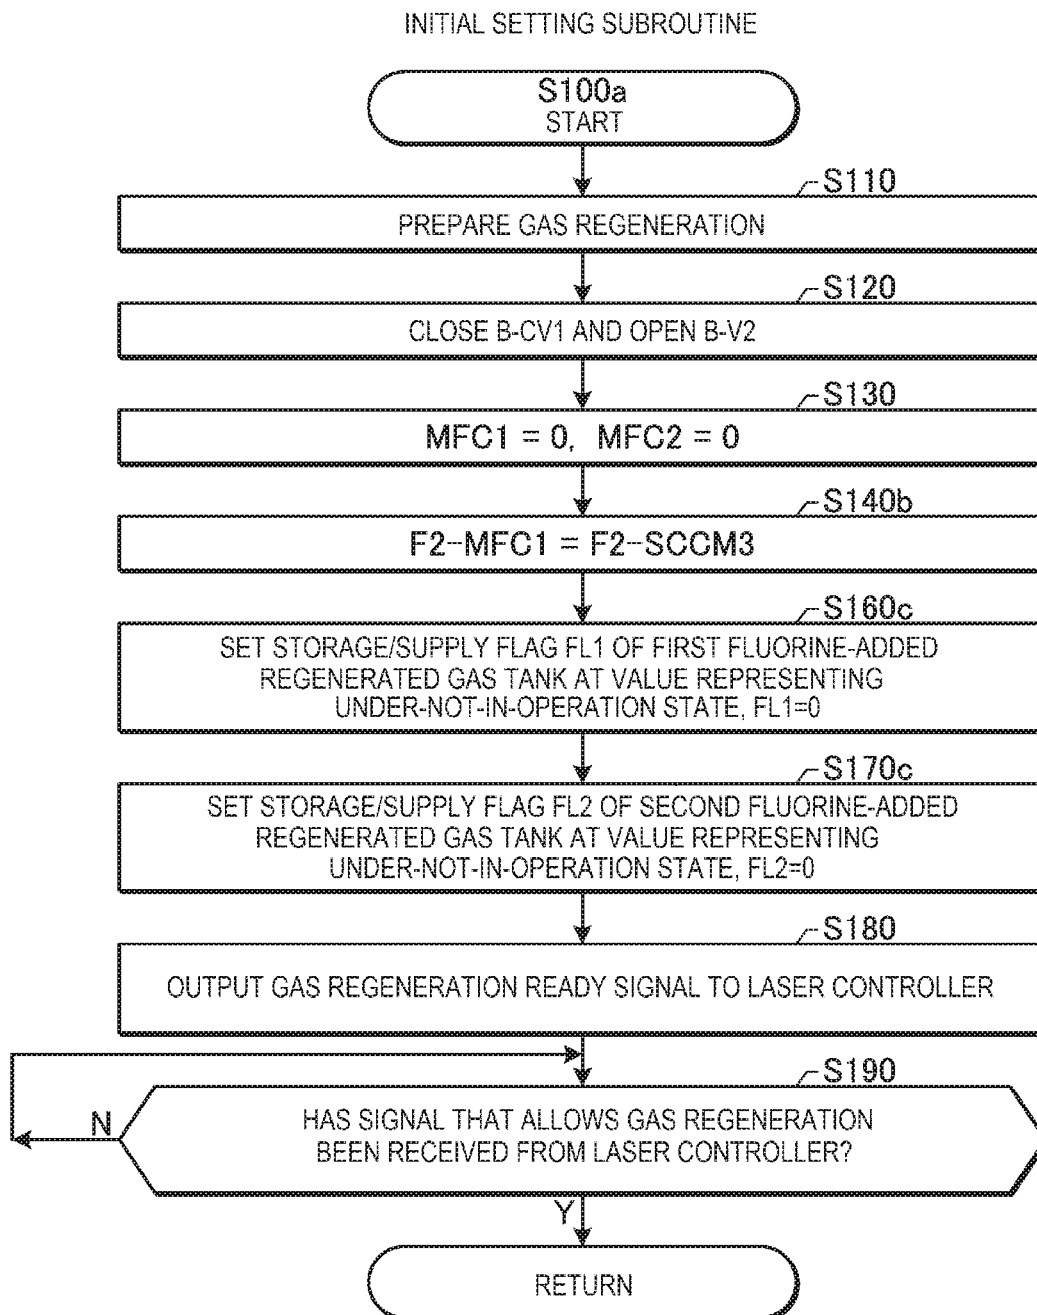 INITIAL SETTING SUBROUTINE
S100a
START
S110
PREPARE GAS REGENERATION
S120
CLOSE B-CV1 AND OPEN B-V2
S130
MFC1 = 0, MFC2 = 0
S140b
F2-MFC1 = F2-SCCM3
S160c
SET STORAGE/SUPPLY FLAG FL1 OF FIRST FLUORINE-ADDED
REGENERATED GAS TANK AT VALUE REPRESENTING
UNDER-NOT-IN-OPERATION STATE, FL1=0
S170c
SET STORAGE/SUPPLY FLAG FL2 OF SECOND FLUORINE-ADDED
REGENERATED GAS TANK AT VALUE REPRESENTING
UNDER-NOT-IN-OPERATION STATE, FL2=0
S180
OUTPUT GAS REGENERATION READY SIGNAL TO LASER CONTROLLER
S190
HAS SIGNAL THAT ALLOWS GAS REGENERATION
BEEN RECEIVED FROM LASER CONTROLLER?
N
Y
RETURN